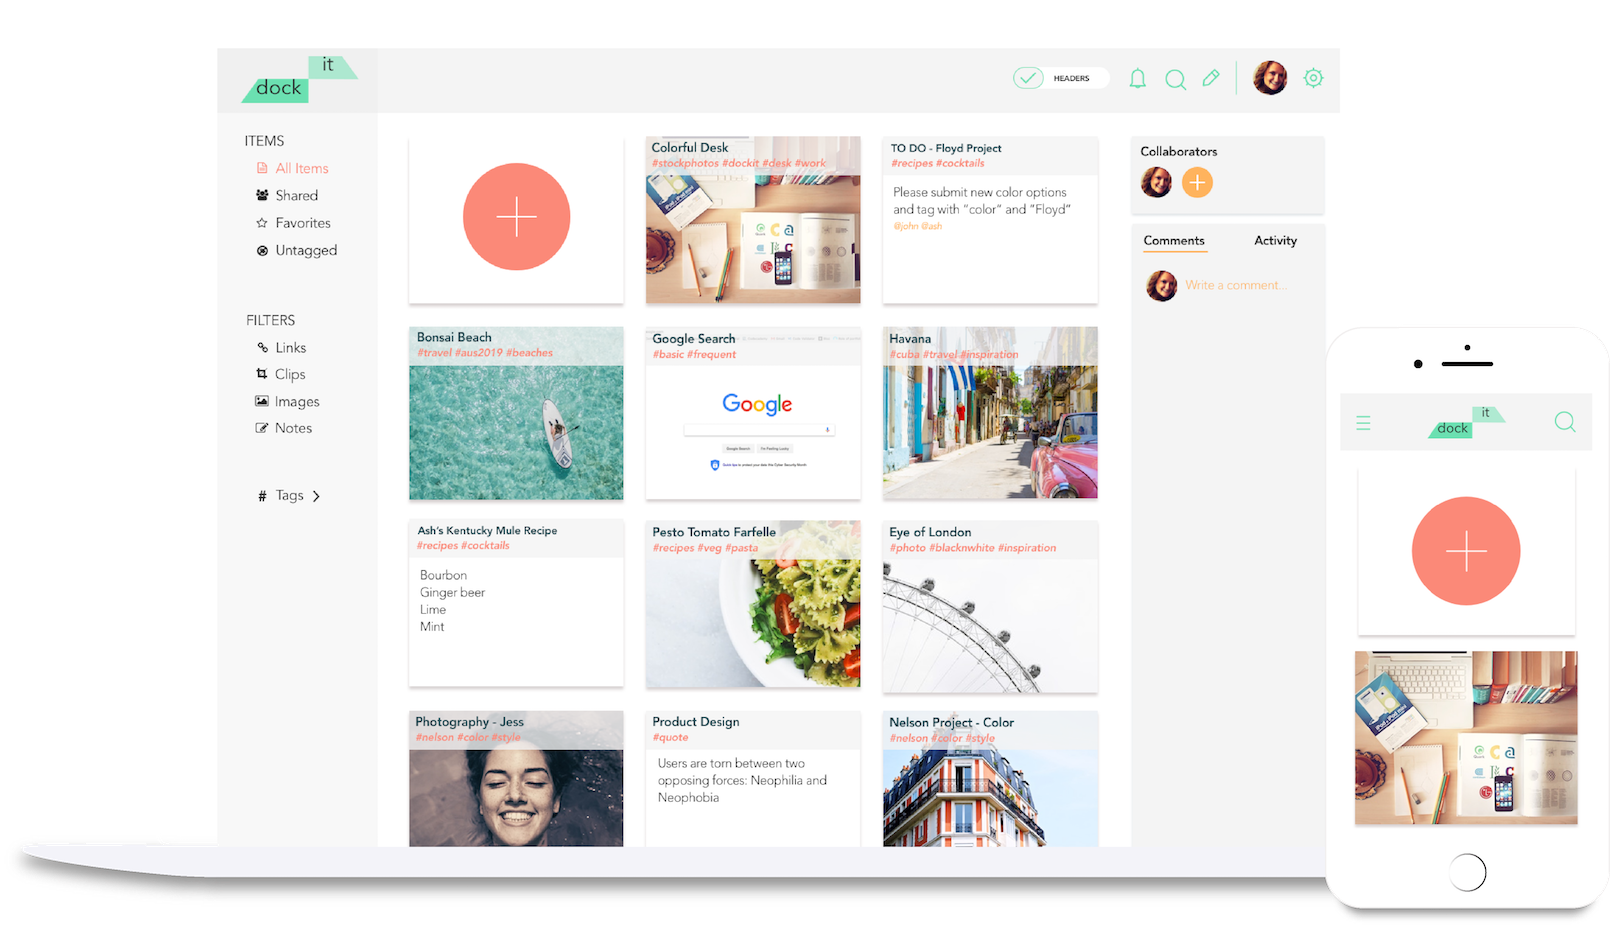 it
dock
HEADERS
ITEMS
All Items
Shared
Favorites
Untagged
FILTERS
Links
Clips
Images
Notes
# Tags
Colorful Desk
#stockphotos #dockit #desk #work
TO DO - Floyd Project
#recipes #cocktails
Please submit new color options
and tag with “color” and “Floyd”
@john @ash
Bonsai Beach
#travel #aus2019 #beaches
Google Search
#basic #frequent
Google
Google Search
I'm Feeling Lucky
Havana
#cuba #travel #inspiration
Ash’s Kentucky Mule Recipe
#recipes #cocktails
Bourbon
Ginger beer
Lime
Mint
Pesto Tomato Farfelle
#recipes #veg #pasta
Eye of London
#photo #blacknwhite #inspiration
Photography - Jess
#nelson #color #style
Product Design
#quote
Users are torn between two
opposing forces: Neophilia and
Neophobia
Nelson Project - Color
#nelson #color #style
Collaborators
Comments
Activity
Write a comment...
it
dock